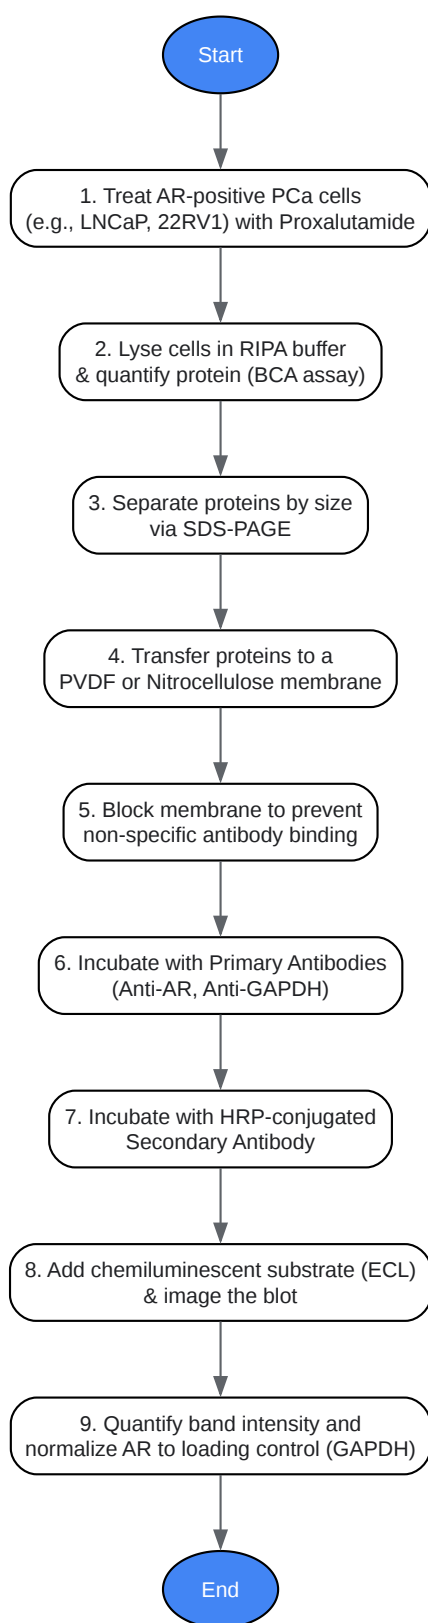 Start
1. Treat AR-positive PCa cells
(e.g., LNCaP, 22RV1) with Proxalutamide
2. Lyse cells in RIPA buffer
& quantify protein (BCA assay)
3. Separate proteins by size
via SDS-PAGE
4. Transfer proteins to a
PVDF or Nitrocellulose membrane
5. Block membrane to prevent
non-specific antibody binding
6. Incubate with Primary Antibodies
(Anti-AR, Anti-GAPDH)
7. Incubate with HRP-conjugated
Secondary Antibody
8. Add chemiluminescent substrate (ECL)
& image the blot
9. Quantify band intensity and
normalize AR to loading control (GAPDH)
End